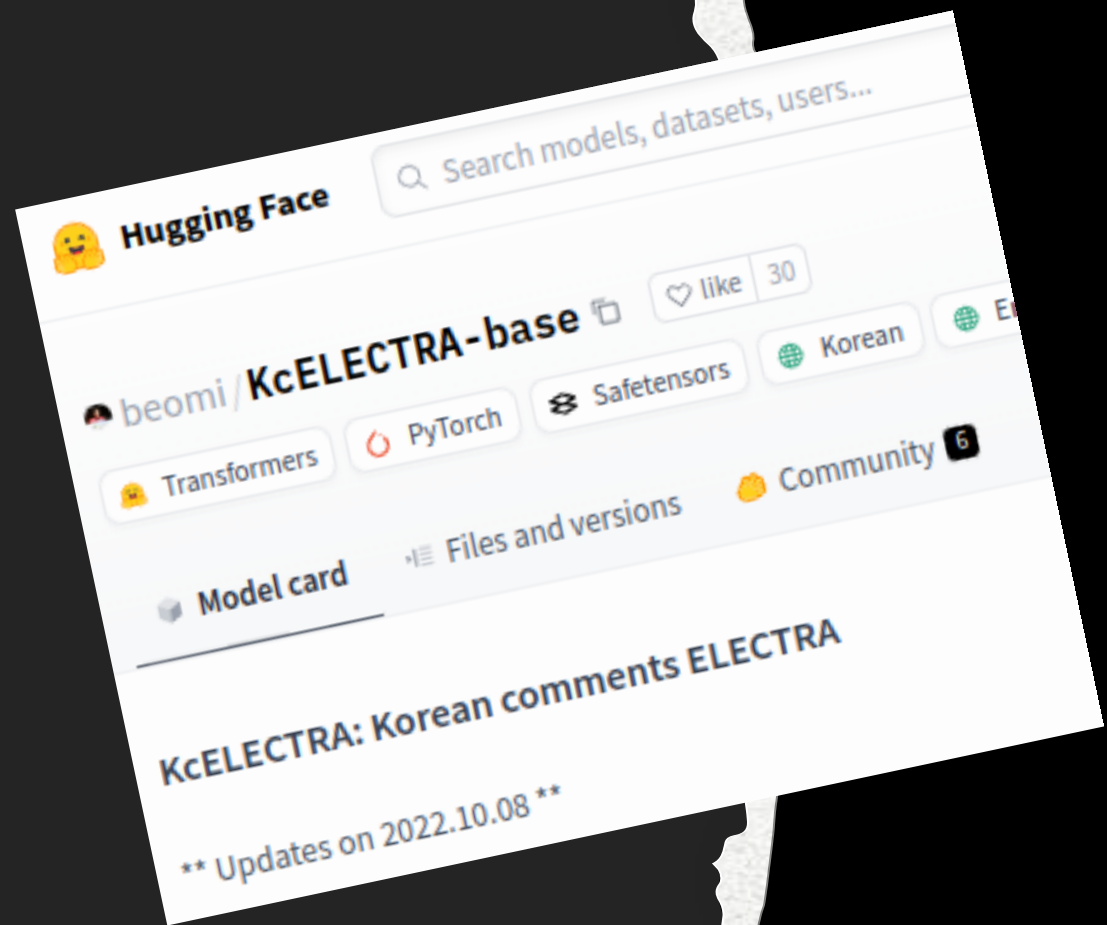 Hugging Face Search models, datasets, users...
beomi/KcELECTRA-base like 30
Transformers PyTorch Safetensors Korean
Model card Files and versions Community 6
KcELECTRA: Korean comments ELECTRA
** Updates on 2022.10.08 **